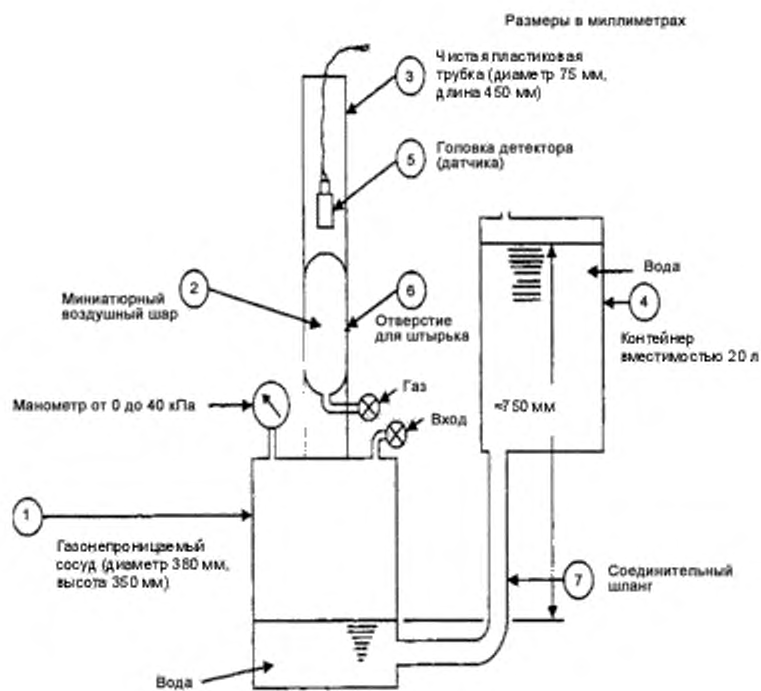 Размеры в миллиметрах
3
Чистая пластиковая
трубка (диаметр 75 мм,
длина 450 мм)
5
Головка детектора
(датчика)
2
Миниатюрный
воздушный шар
6
Отверстие
для штырька
Вода
4
Контейнер
вместимостью 20 л
Манометр от 0 до 40 кПа
Газ
Вход
≈750 мм
1
Газонепроницаемый
сосуд (диаметр 380 мм,
высота 350 мм)
7
Соединительный
шланг
Вода